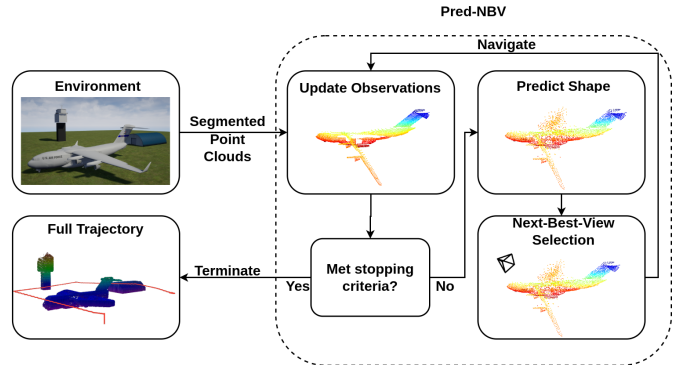 Pred-NBV
Navigate
Environment
Segmented
Point
Clouds
Update Observations
Predict Shape
Full Trajectory
Terminate
Yes
Met stopping
criteria?
No
Next-Best-View
Selection